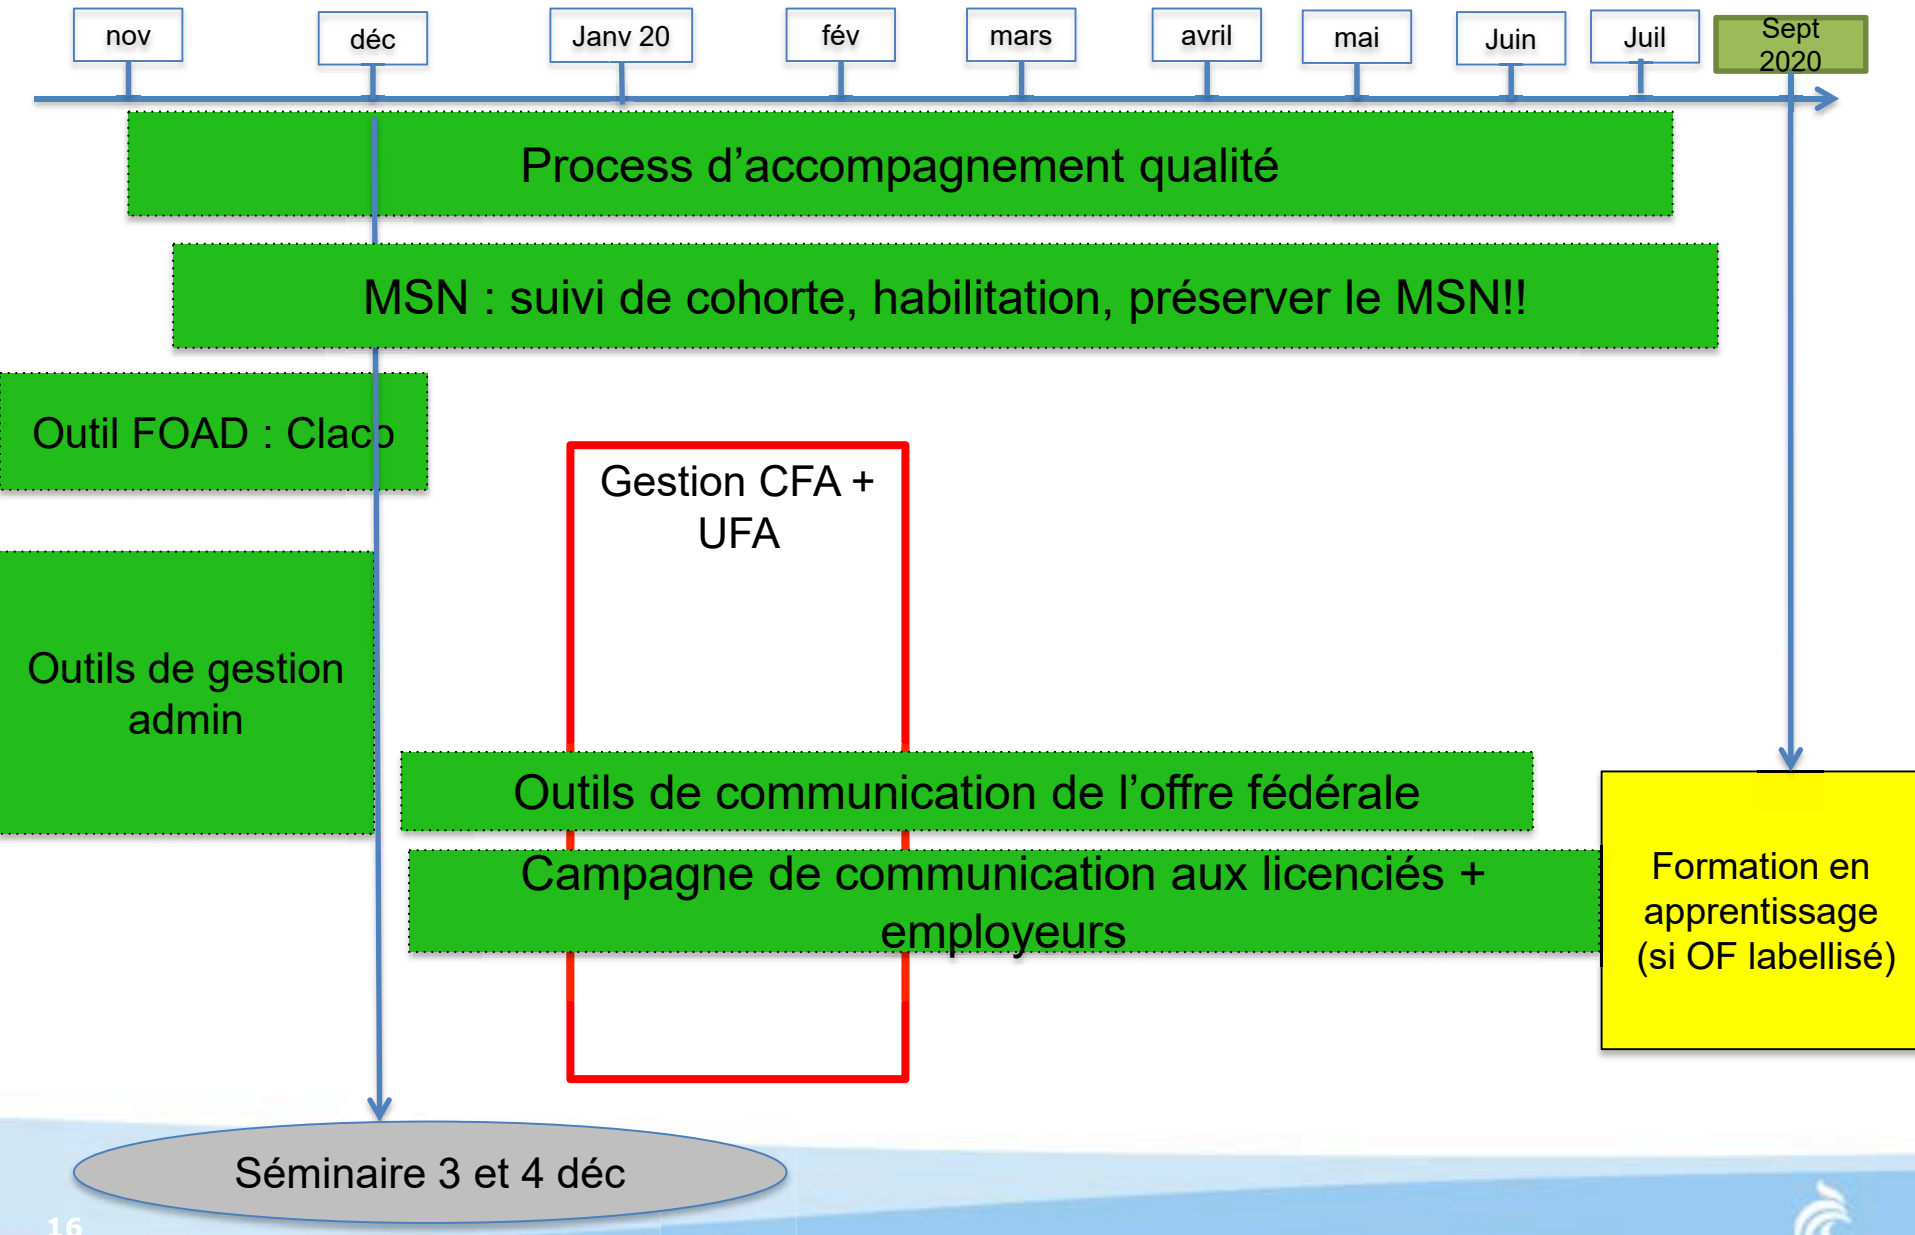 nov
déc
Janv 20
fév
mars
avril
mai
Juin
Juil
Sept
2020
Process d’accompagnement qualité
MSN : suivi de cohorte, habilitation, préserver le MSN!!
Outil FOAD : Claco
Gestion CFA +
UFA
Outils de gestion
admin
Outils de communication de l’offre fédérale
Campagne de communication aux licenciés +
employeurs
Formation en
apprentissage
(si OF labellisé)
Séminaire 3 et 4 déc
16